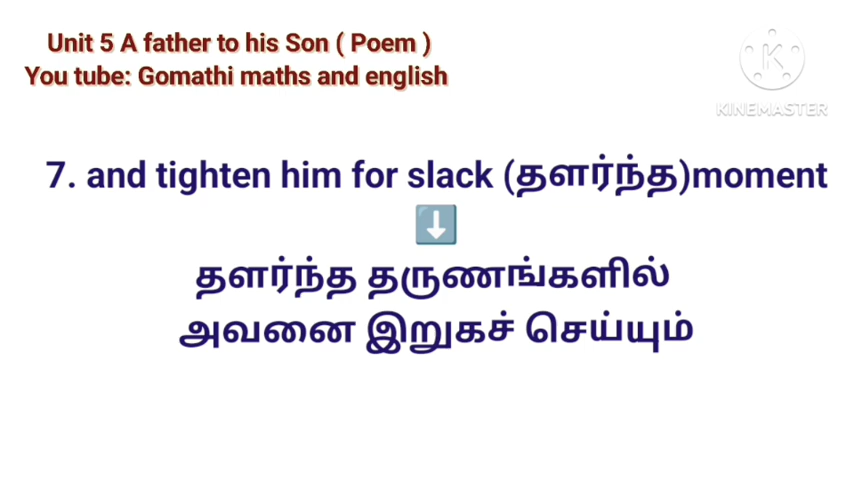 Unit 5 A father to his Son ( Poem )
You tube: Gomathi maths and english
KINEMASTER
7. and tighten him for slack (தளர்ந்த)moment
தளர்ந்த தருணங்களில்
அவனை இறுகச் செய்யும்